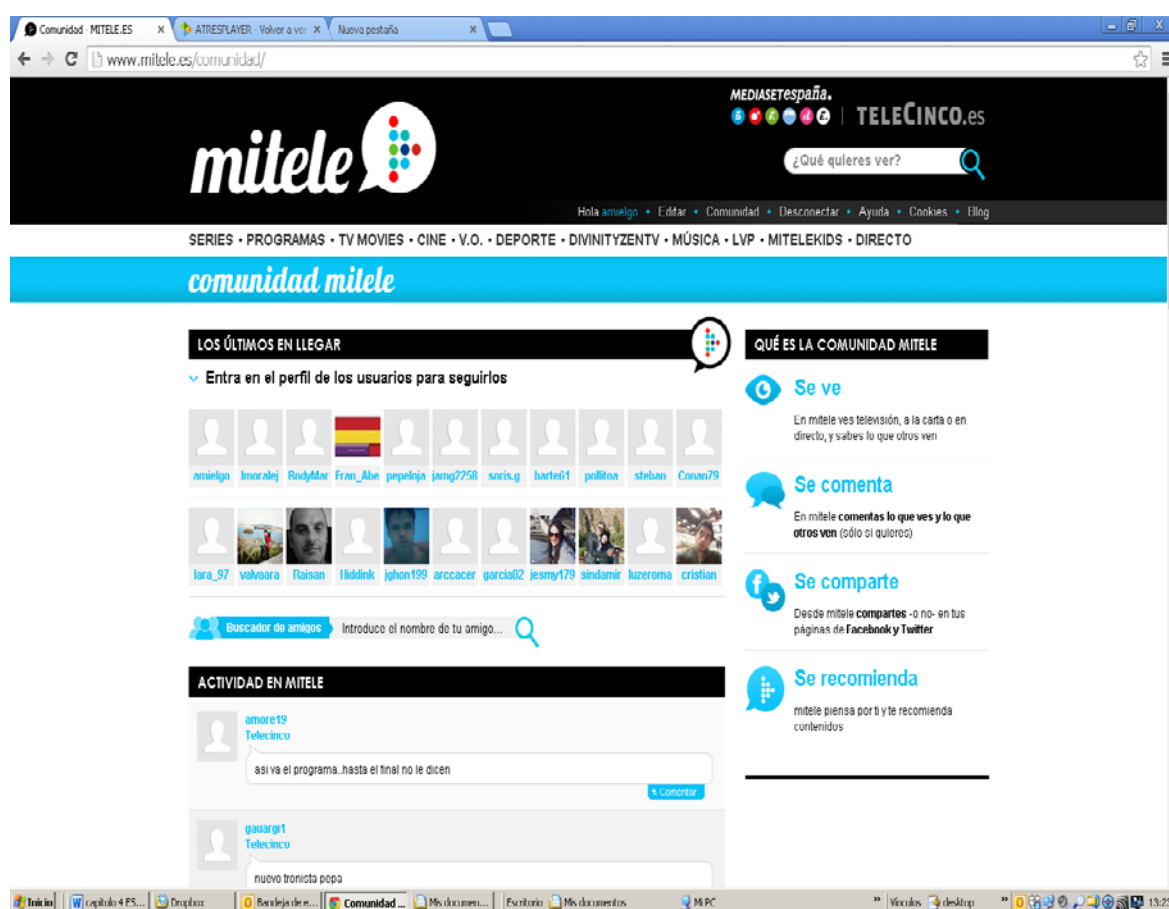 Comunidad - MITELE.ES
ATRESPLAYER - Volver a ver
Nueva pestaña
www.mitele.es/comunidad/
MEDIASETespaña.
TELECINCO.es
mitele
¿Qué quieres ver?
Hola amielgo • Editar • Comunidad • Desconectar • Ayuda • Cookies • Blog
SERIES • PROGRAMAS • TV MOVIES • CINE • V.O. • DEPORTE • DIVINITYZENTV • MÚSICA • LVP • MITELEKIDS • DIRECTO
comunidad mitele
LOS ÚLTIMOS EN LLEGAR
Entra en el perfil de los usuarios para seguirlos
amielgo lmoralej RodyMar Fran_Abe pepeloja jamg2258 soris.g barte61 pollitoa steban Conan79
lara_97 valvaara Raisan Hiddink jghon199 arccacer garcia02 jesmy179 sindamir luzeroma cristian
Buscador de amigos Introduce el nombre de tu amigo...
ACTIVIDAD EN MITELE
amore19
Telecinco
asi va el programa..hasta el final no le dicen
Comentar
gauargi1
Telecinco
nuevo tronista pepa
QUÉ ES LA COMUNIDAD MITELE
Se ve
En mitele ves televisión, a la carta o en
directo, y sabes lo que otros ven
Se comenta
En mitele comentas lo que ves y lo que
otros ven (sólo si quieres)
Se comparte
Desde mitele compartes -o no- en tus
páginas de Facebook y Twitter
Se recomienda
mitele piensa por ti y te recomienda
contenidos
Inicio capitulo 4 E5... Dropbox Bandeja de e... Comunidad ... Mis documen... Escritorio Mis documentos Mi PC » Vínculos desktop » 13:2